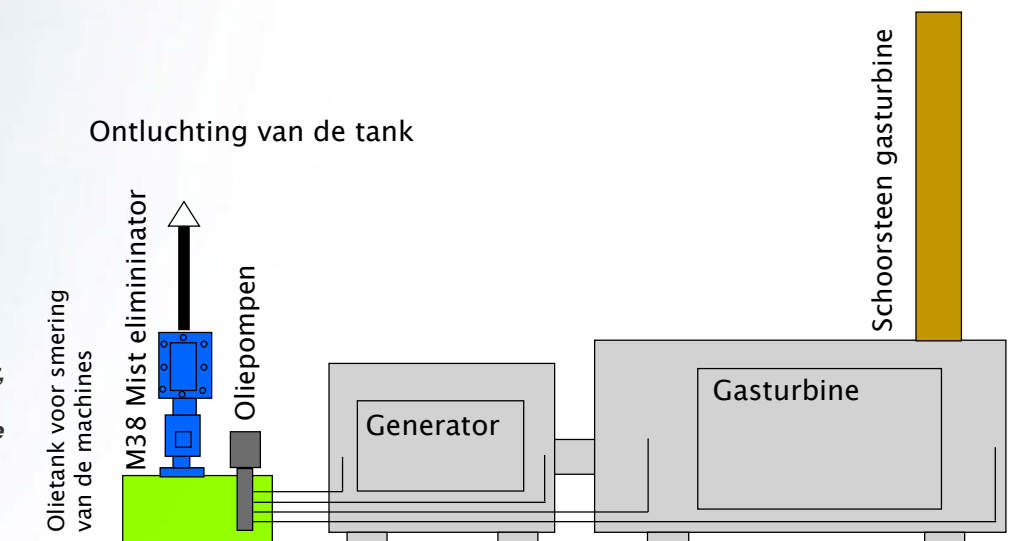 Ontluchting van de tank
Schoorsteen gasturbine
M38 Mist elimininator
Oliepompen
Olietank voor smering
van de machines
Generator
Gasturbine